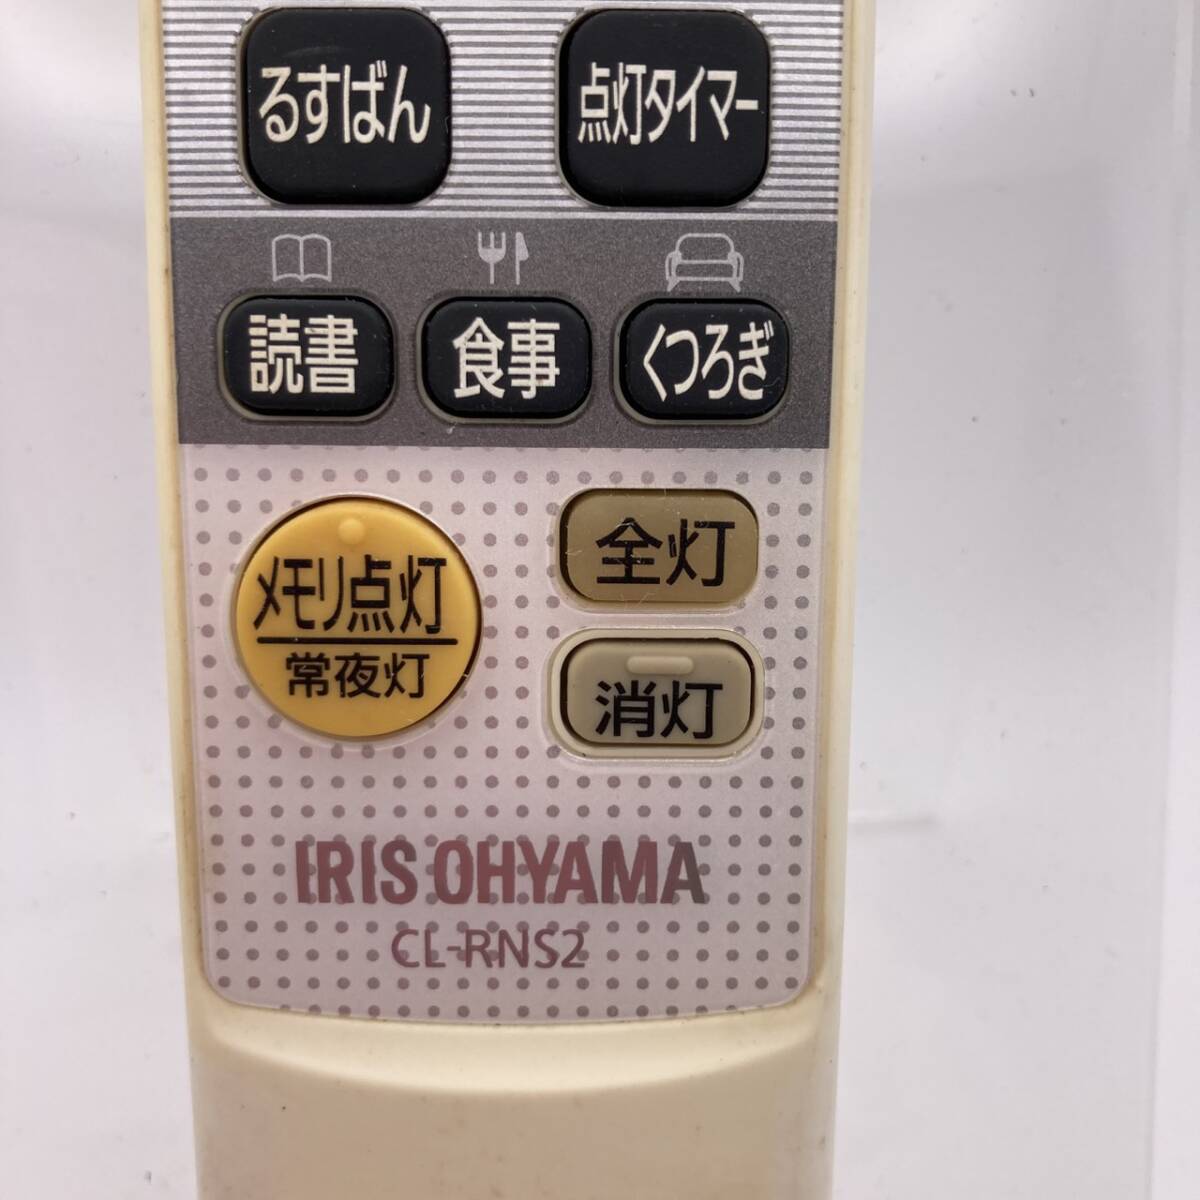 るすばん
点灯タイマー
読書
食事
くつろぎ
メモリ点灯
常夜灯
全灯
消灯
IRIS OHYAMA
CL-RNS2